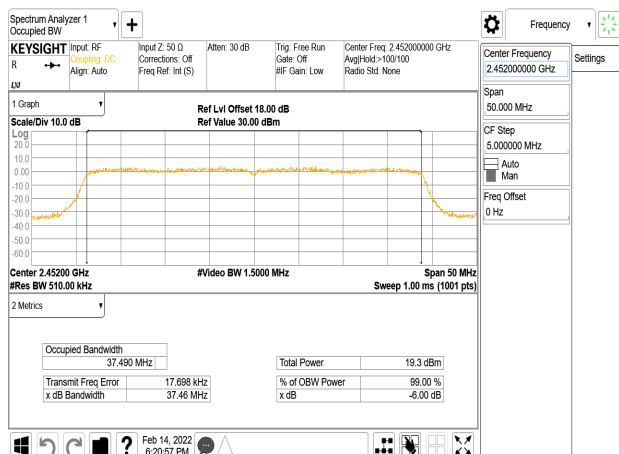 Spectrum Analyzer 1
Occupied BW
Frequency
KEYSIGHT
R
Input: RF
Coupling: DC
Align: Auto
Input Z: 50 Ω
Corrections: Off
Freq Ref: Int (S)
Atten: 30 dB
Trig: Free Run
Gate: Off
#IF Gain: Low
Center Freq: 2.452000000 GHz
Avg|Hold:>100/100
Radio Std: None
Center Frequency
2.452000000 GHz
Settings
Span
50.000 MHz
CF Step
5.000000 MHz
Auto
Man
Freq Offset
0 Hz
1 Graph
Scale/Div 10.0 dB
Ref Lvl Offset 18.00 dB
Ref Value 30.00 dBm
Log
20.0
10.0
0.00
-10.0
-20.0
-30.0
-40.0
-50.0
-60.0
Center 2.45200 GHz
#Video BW 1.5000 MHz
Span 50 MHz
#Res BW 510.00 kHz
Sweep 1.00 ms (1001 pts)
2 Metrics
Occupied Bandwidth
37.490 MHz
Total Power 19.3 dBm
Transmit Freq Error 17.698 kHz
% of OBW Power 99.00 %
x dB Bandwidth 37.46 MHz
x dB -6.00 dB
?
Feb 14, 2022
6:20:57 PM